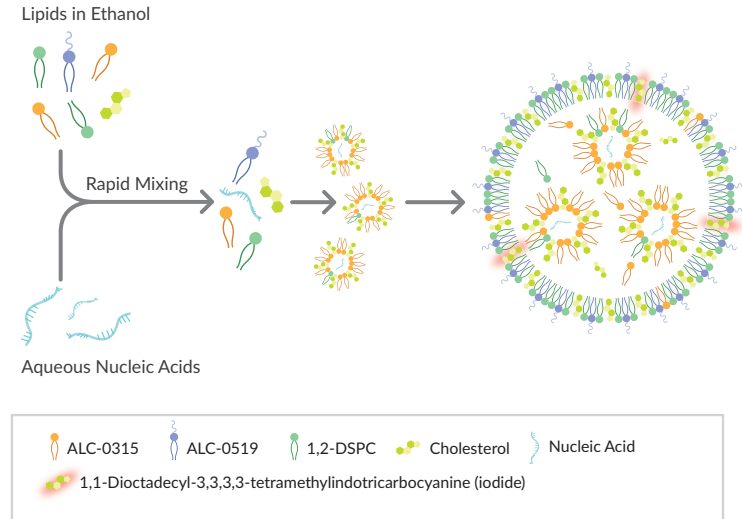 Lipids in Ethanol
Rapid Mixing
Aqueous Nucleic Acids
ALC-0315
ALC-0519
1,2-DSPC
Cholesterol
Nucleic Acid
1,1-Dioctadecyl-3,3,3,3-tetramethylindotricarbocyanine (iodide)